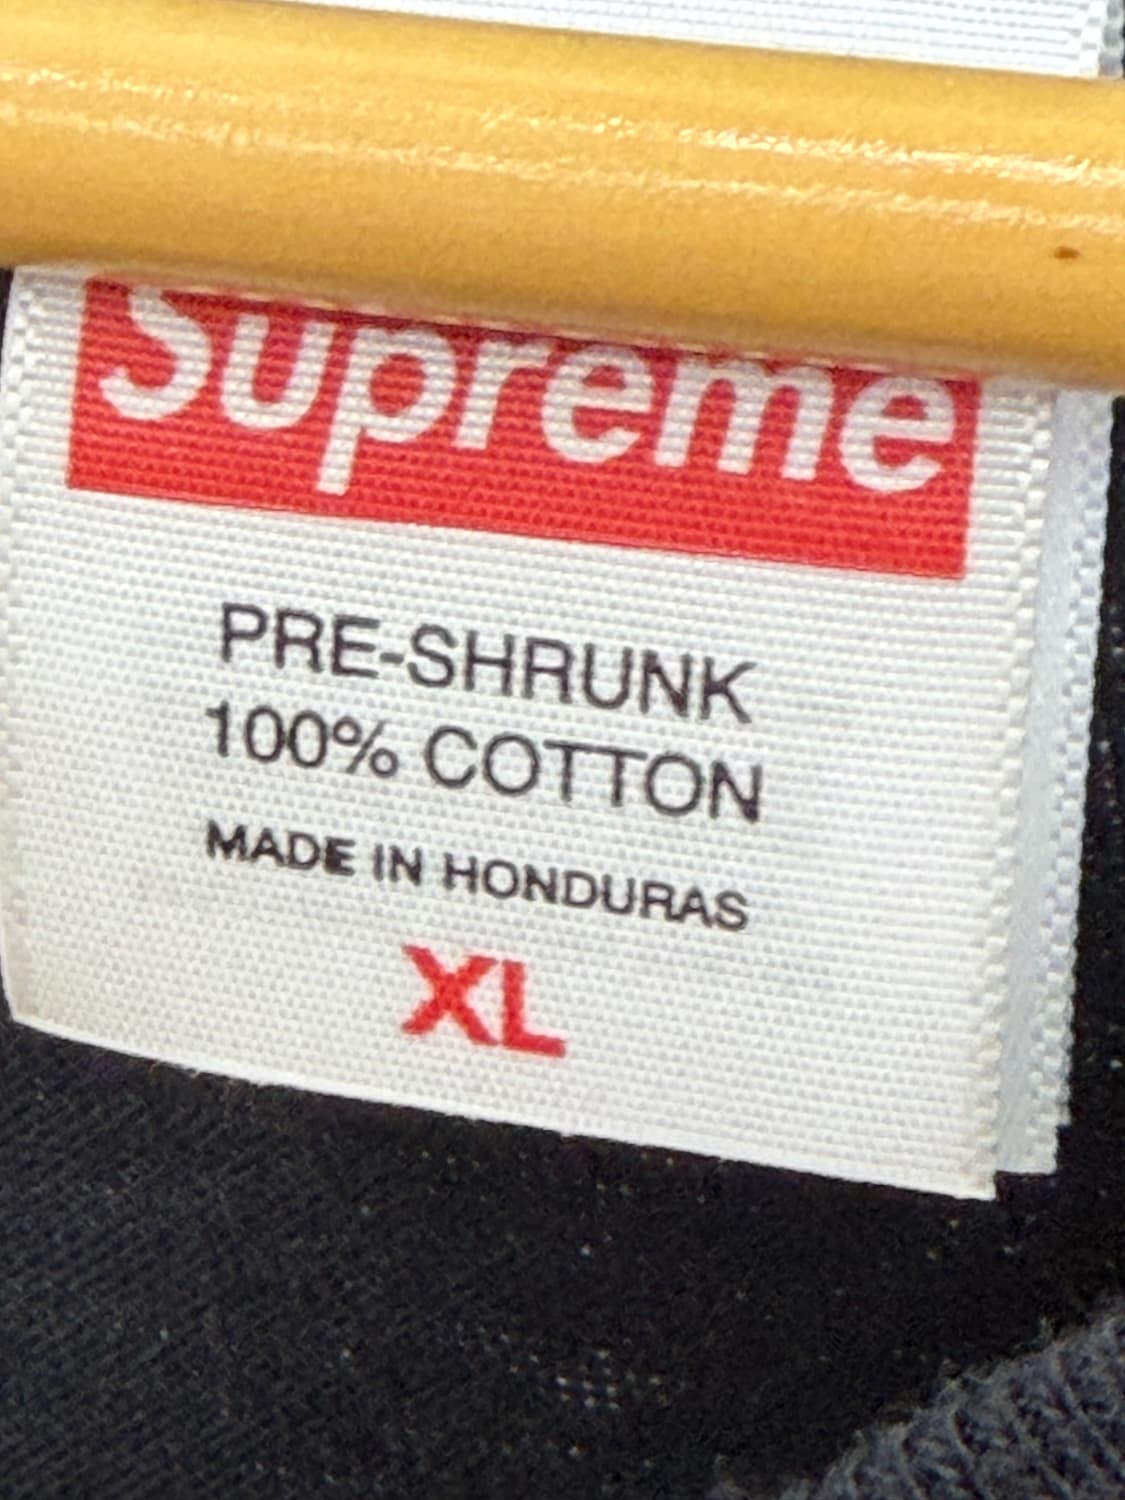 Supreme
PRE-SHRUNK
100% COTTON
MADE IN HONDURAS
XL